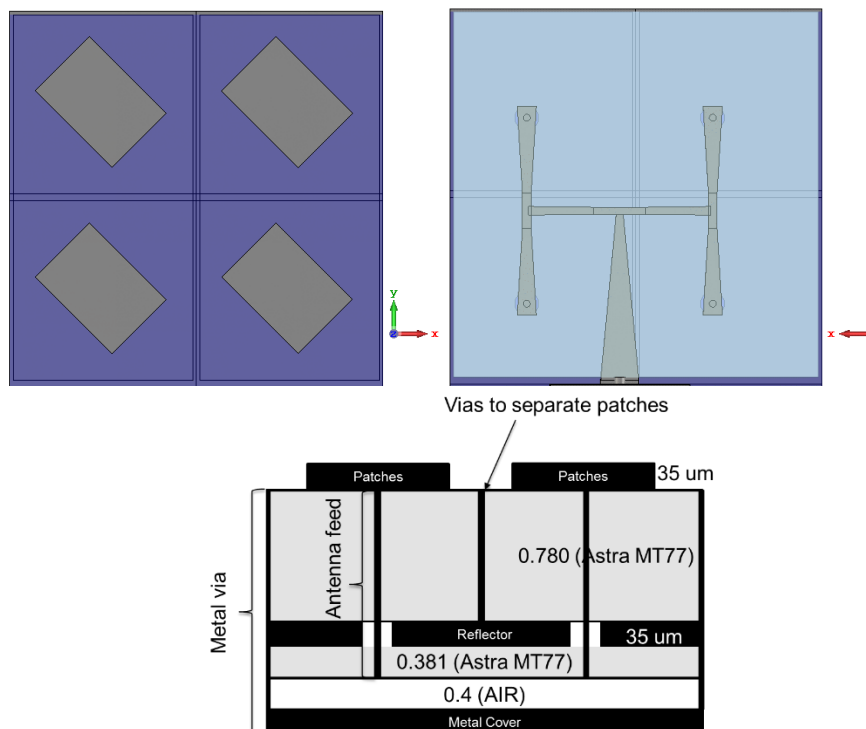 y
x
x
Vias to separate patches
Patches
Patches
35 um
Metal via
Antenna feed
0.780 (Astra MT77)
Reflector
35 um
0.381 (Astra MT77)
0.4 (AIR)
Metal Cover